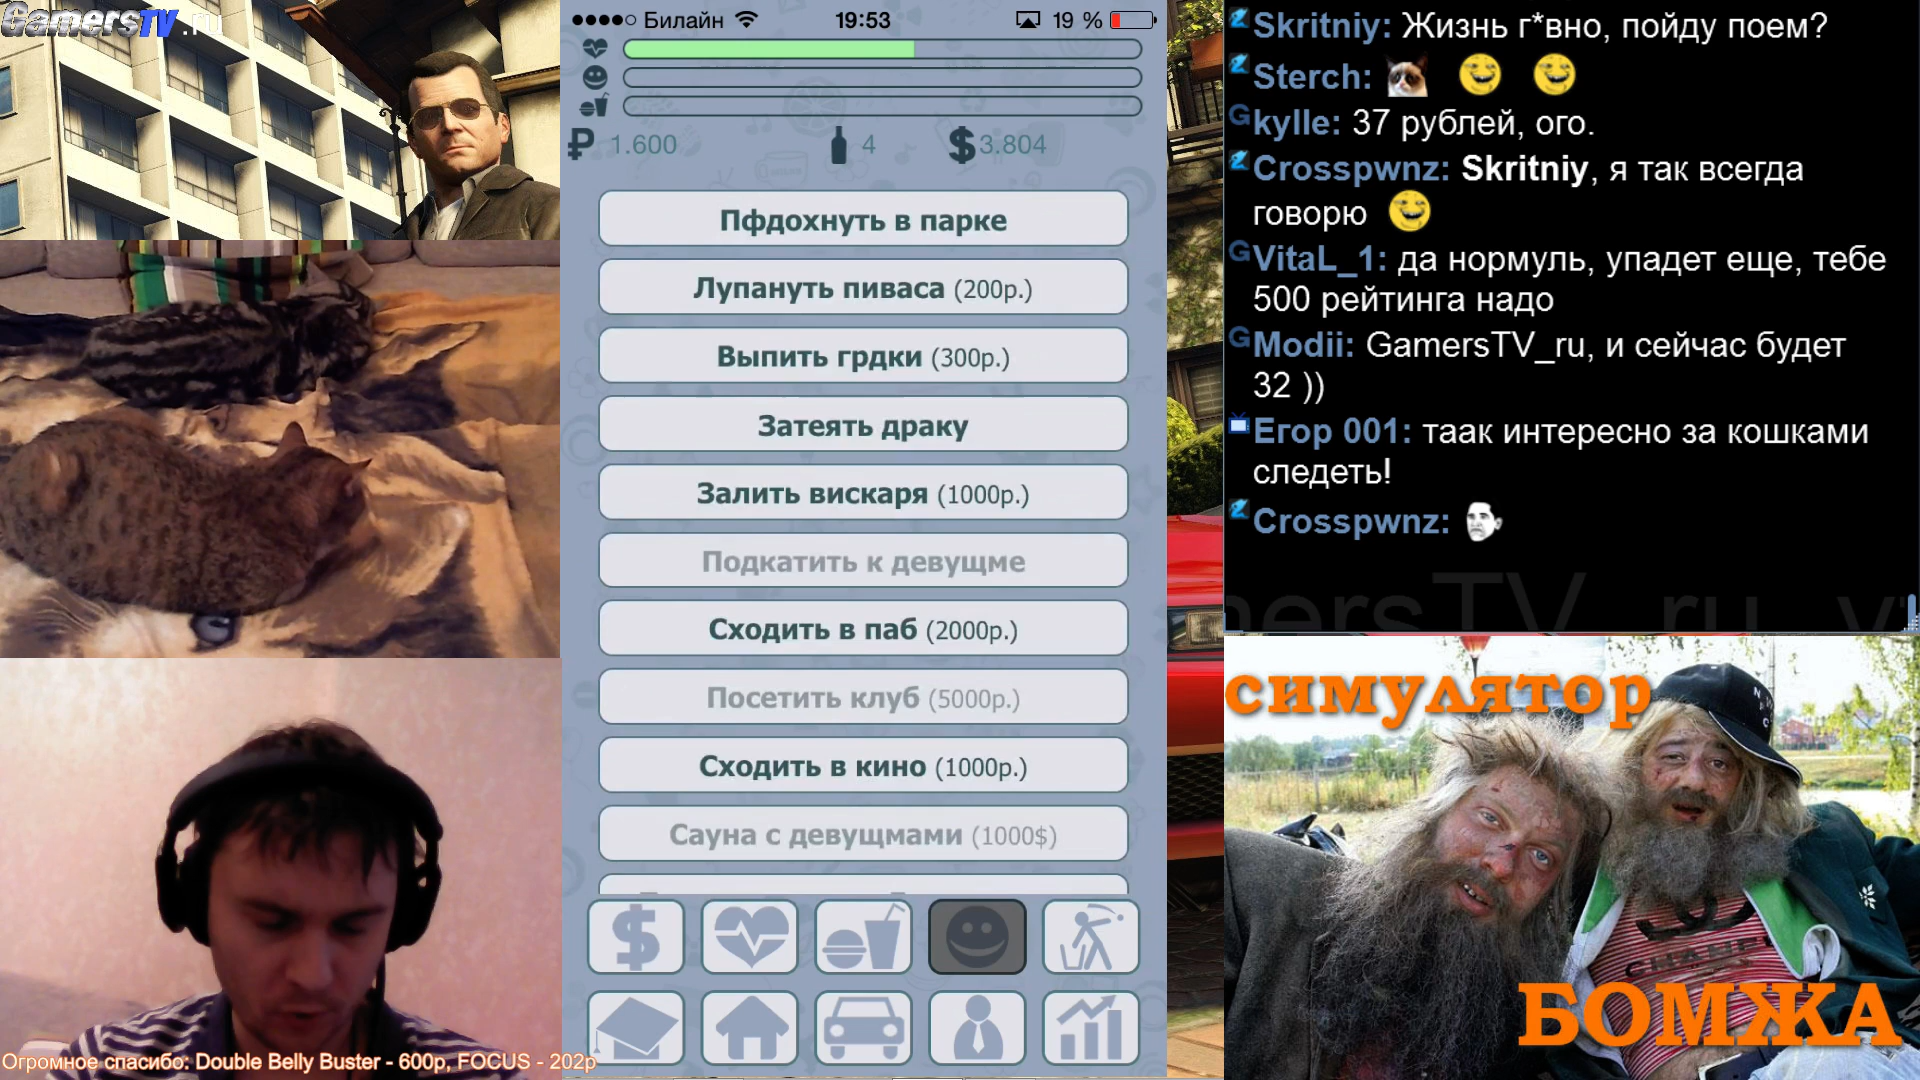 GamersTV.ru
Билайн 19:53 19 %
1.600 4 $3.804
Пфдохнуть в парке
Лупануть пиваса (200р.)
Выпить грдки (300р.)
Затеять драку
Залить вискаря (1000р.)
Подкатить к девущме
Сходить в паб (2000р.)
Посетить клуб (5000р.)
Сходить в кино (1000р.)
Сауна с девущмами (1000$)
Огромное спасибо: Double Belly Buster - 600р, FOCUS - 202р
Skritniy: Жизнь г*вно, пойду поем?
Sterch:
kylle: 37 рублей, ого.
Crosspwnz: Skritniy, я так всегда
говорю
VitaL_1: да нормуль, упадет еще, тебе
500 рейтинга надо
Modii: GamersTV_ru, и сейчас будет
32 ))
Егор 001: таак интересно за кошками
следеть!
Crosspwnz:
симулятор
БОМЖА